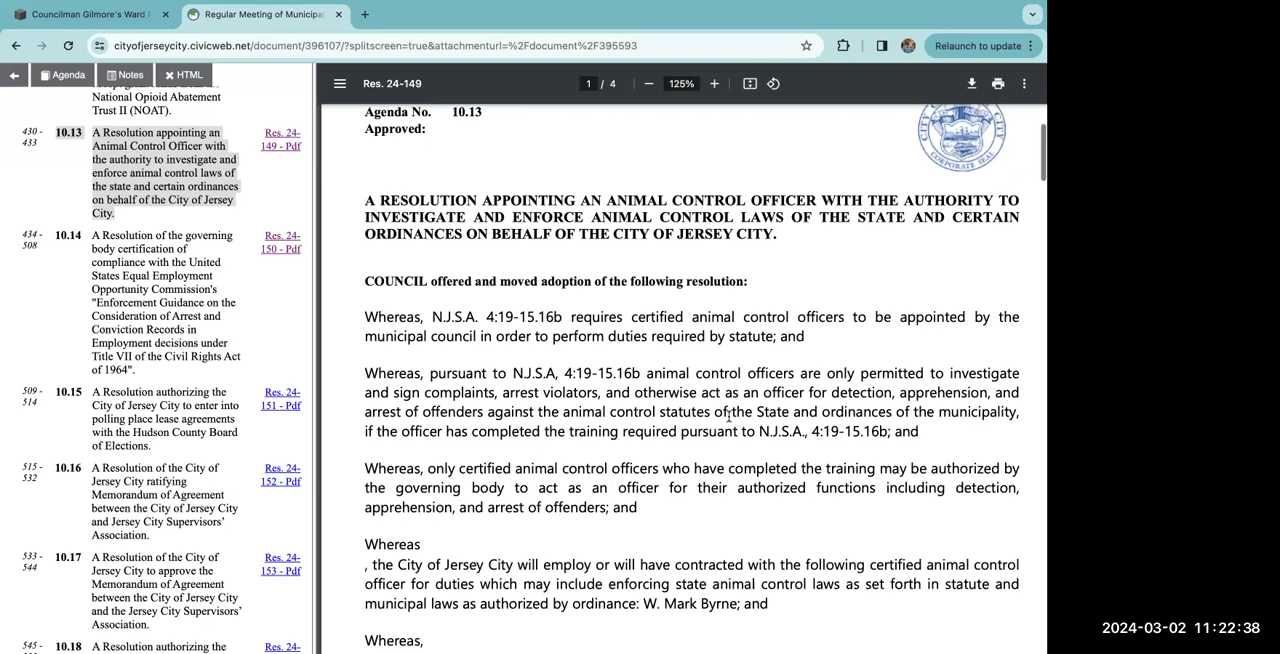 Councilman Gilmore's Ward
Regular Meeting of Municipal
cityofjerseycity.civicweb.net/document/396107/?splitscreen=true&attachmenturl=%2Fdocument%2F395593
Relaunch to update
Agenda
Notes
HTML
Res. 24-149
1 / 4
125%
National Opioid Abatement
Trust II (NOAT).
430 - 433
10.13
A Resolution appointing an
Animal Control Officer with
the authority to investigate and
enforce animal control laws of
the state and certain ordinances
on behalf of the City of Jersey
City.
Res. 24-
149 - Pdf
434 - 508
10.14
A Resolution of the governing
body certification of
compliance with the United
States Equal Employment
Opportunity Commission's
"Enforcement Guidance on the
Consideration of Arrest and
Conviction Records in
Employment decisions under
Title VII of the Civil Rights Act
of 1964".
Res. 24-
150 - Pdf
509 - 514
10.15
A Resolution authorizing the
City of Jersey City to enter into
polling place lease agreements
with the Hudson County Board
of Elections.
Res. 24-
151 - Pdf
515 - 532
10.16
A Resolution of the City of
Jersey City ratifying
Memorandum of Agreement
between the City of Jersey City
and Jersey City Supervisors'
Association.
Res. 24-
152 - Pdf
533 - 544
10.17
A Resolution of the City of
Jersey City to approve the
Memorandum of Agreement
between the City of Jersey City
and the Jersey City Supervisors'
Association.
Res. 24-
153 - Pdf
545 -
10.18
A Resolution authorizing the
Res. 24-
Agenda No. 10.13
Approved:
CORPORATE SEAL
A RESOLUTION APPOINTING AN ANIMAL CONTROL OFFICER WITH THE AUTHORITY TO
INVESTIGATE AND ENFORCE ANIMAL CONTROL LAWS OF THE STATE AND CERTAIN
ORDINANCES ON BEHALF OF THE CITY OF JERSEY CITY.
COUNCIL offered and moved adoption of the following resolution:
Whereas, N.J.S.A. 4:19-15.16b requires certified animal control officers to be appointed by the
municipal council in order to perform duties required by statute; and
Whereas, pursuant to N.J.S.A, 4:19-15.16b animal control officers are only permitted to investigate
and sign complaints, arrest violators, and otherwise act as an officer for detection, apprehension, and
arrest of offenders against the animal control statutes of the State and ordinances of the municipality,
if the officer has completed the training required pursuant to N.J.S.A., 4:19-15.16b; and
Whereas, only certified animal control officers who have completed the training may be authorized by
the governing body to act as an officer for their authorized functions including detection,
apprehension, and arrest of offenders; and
Whereas
, the City of Jersey City will employ or will have contracted with the following certified animal control
officer for duties which may include enforcing state animal control laws as set forth in statute and
municipal laws as authorized by ordinance: W. Mark Byrne; and
Whereas,
2024-03-02 11:22:38